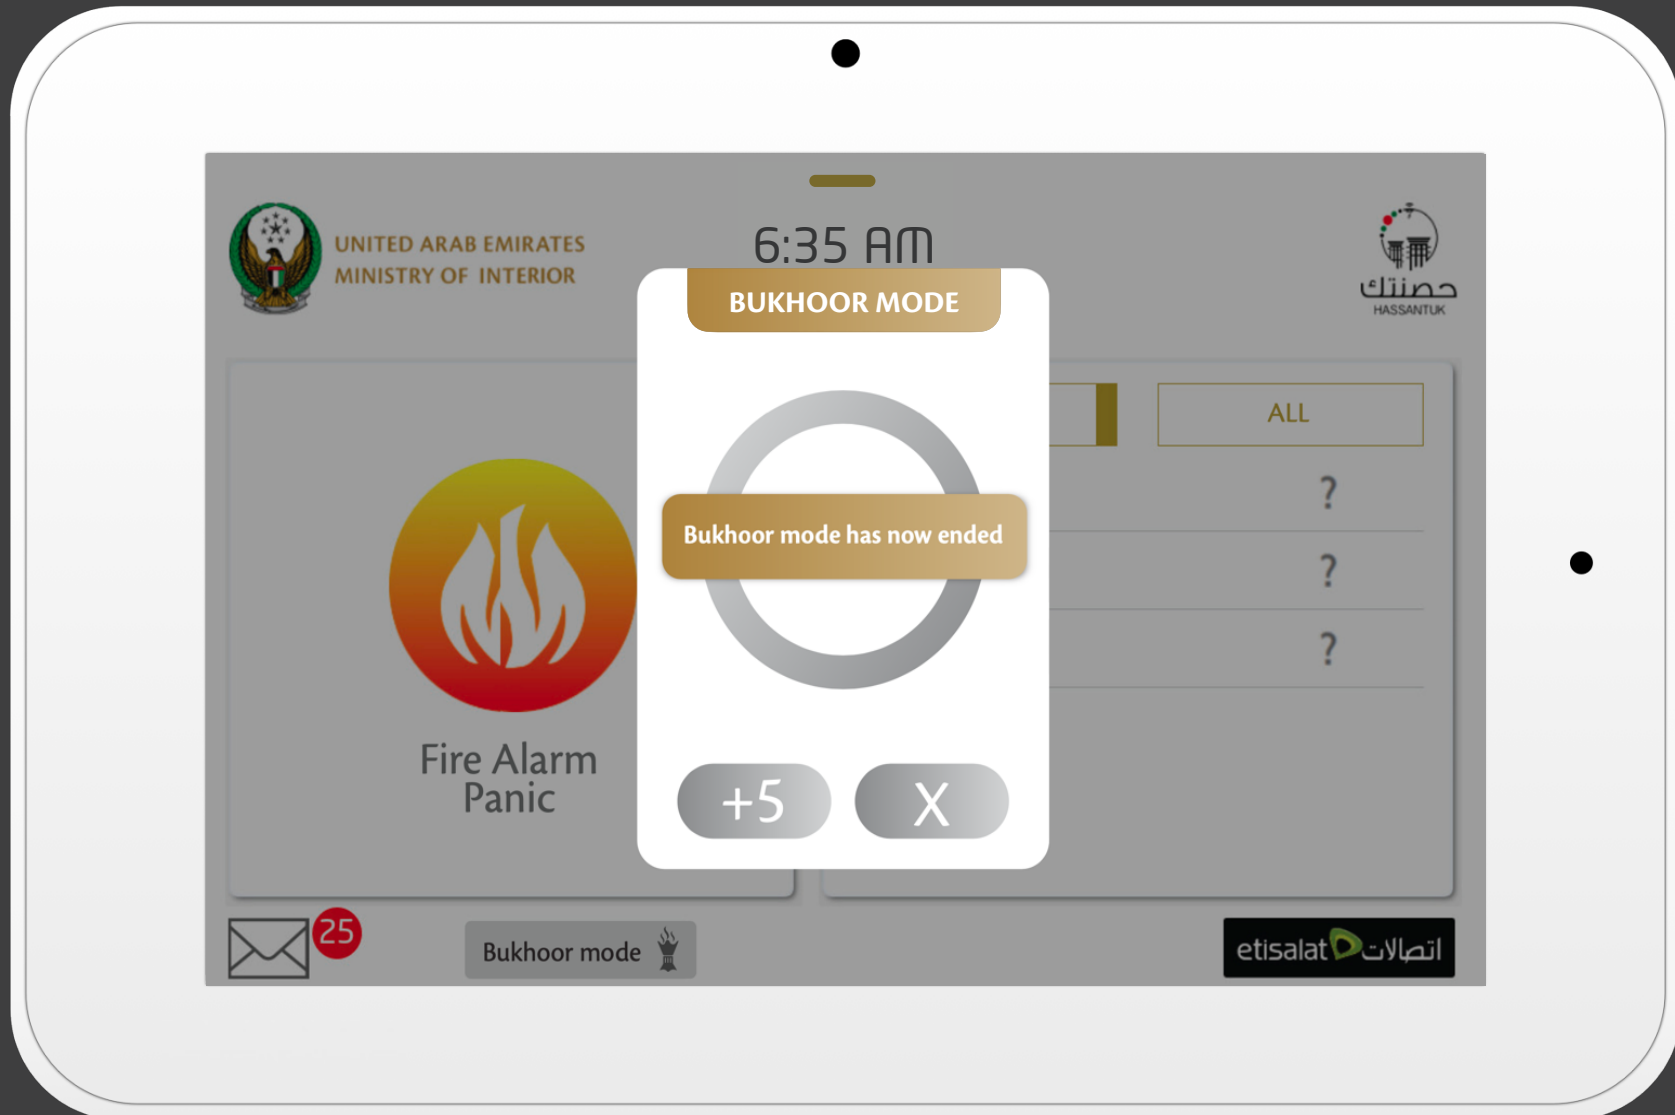 UNITED ARAB EMIRATES
MINISTRY OF INTERIOR
6:35 AM
حصنتك
HASSANTUK
BUKHOOR MODE
ALL
?
Bukhoor mode has now ended
?
?
Fire Alarm
Panic
+5
X
25
Bukhoor mode
etisalat اتصالات